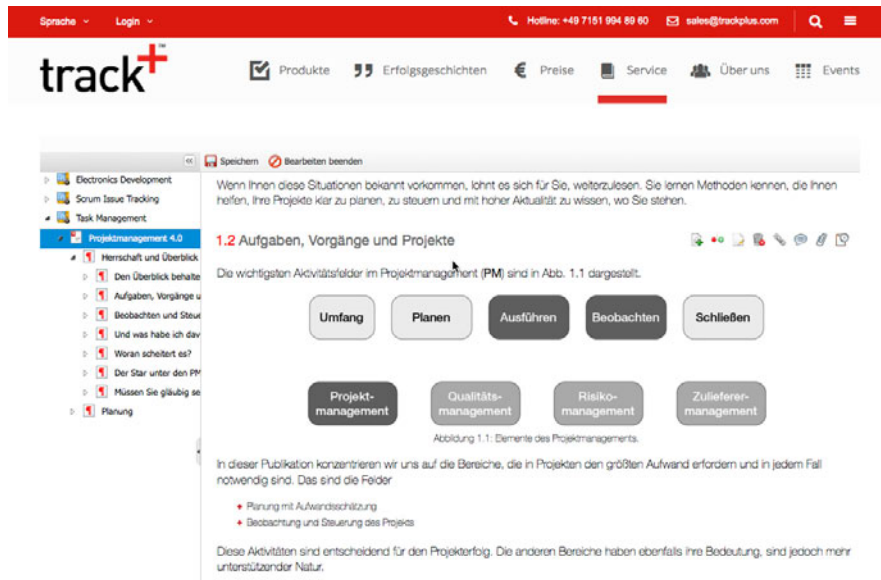 Sprache Login Hotline: +49 7151 994 89 60 sales@trackplus.com
track+™ Produkte Erfolgsgeschichten Preise Service Über uns Events
Speichern Bearbeiten beenden
Electronics Development
Scrum Issue Tracking
Task Management
Projektmanagement 4.0
Herrschaft und Überblick
Den Überblick behalte
Aufgaben, Vorgänge u
Beobachten und Steue
Und was habe ich dav
Woran scheitert es?
Der Star unter den PM
Müssen Sie gläubig se
Planung
Wenn Ihnen diese Situationen bekannt vorkommen, lohnt es sich für Sie, weiterzulesen. Sie lernen Methoden kennen, die Ihnen
helfen, Ihre Projekte klar zu planen, zu steuern und mit hoher Aktualität zu wissen, wo Sie stehen.
1.2 Aufgaben, Vorgänge und Projekte
Die wichtigsten Aktivitätsfelder im Projektmanagement (PM) sind in Abb. 1.1 dargestellt.
Umfang Planen Ausführen Beobachten Schließen
Projekt- Qualitäts- Risiko- Zulieferer-
management management management management
Abbildung 1.1: Elemente des Projektmanagements.
In dieser Publikation konzentrieren wir uns auf die Bereiche, die in Projekten den größten Aufwand erfordern und in jedem Fall
notwendig sind. Das sind die Felder
Planung mit Aufwandsschätzung
Beobachtung und Steuerung des Projekts
Diese Aktivitäten sind entscheidend für den Projekterfolg. Die anderen Bereiche haben ebenfalls ihre Bedeutung, sind jedoch mehr
unterstützender Natur.